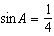 sin A = 1/4